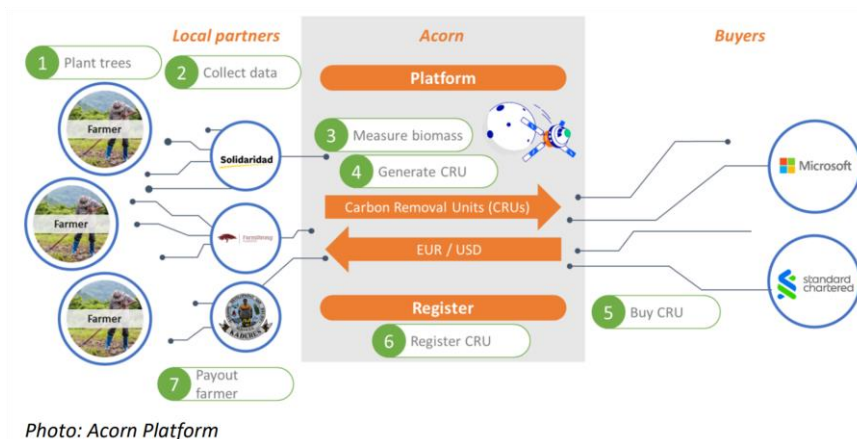 Local partners
Acorn
Buyers
1 Plant trees
2 Collect data
Platform
Farmer
Solidaridad
3 Measure biomass
4 Generate CRU
Microsoft
Carbon Removal Units (CRUs)
Farmer
EUR / USD
standard
chartered
Farmer
Register
5 Buy CRU
6 Register CRU
7 Payout
farmer
Photo: Acorn Platform